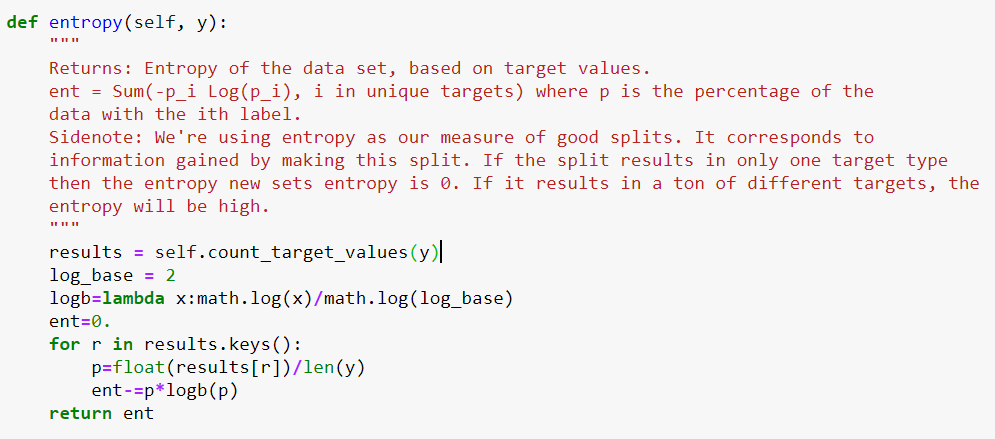 def entropy(self, y):
    """
    Returns: Entropy of the data set, based on target values.
    ent = Sum(-p_i Log(p_i), i in unique targets) where p is the percentage of the
    data with the ith label.
    Sidenote: We're using entropy as our measure of good splits. It corresponds to
    information gained by making this split. If the split results in only one target type
    then the entropy new sets entropy is 0. If it results in a ton of different targets, the
    entropy will be high.
    """
    results = self.count_target_values(y)
    log_base = 2
    logb=lambda x:math.log(x)/math.log(log_base)
    ent=0.
    for r in results.keys():
        p=float(results[r])/len(y)
        ent-=p*logb(p)
    return ent